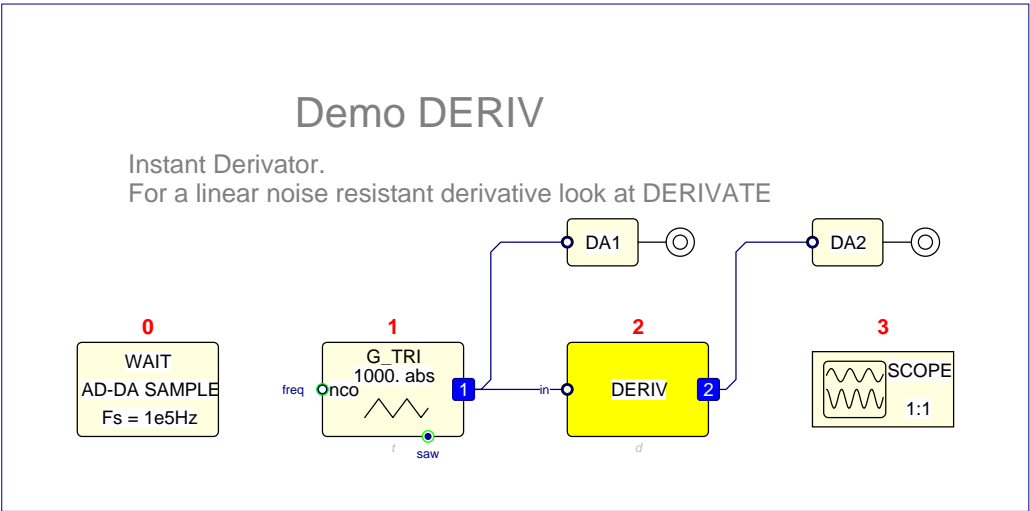 Demo DERIV
Instant Derivator.
For a linear noise resistant derivative look at DERIVATE
DA1
DA2
0
1
2
3
WAIT
AD-DA SAMPLE
Fs = 1e5Hz
G_TRI
1000. abs
freq
nco
1
saw
t
in
DERIV
2
d
SCOPE
1:1